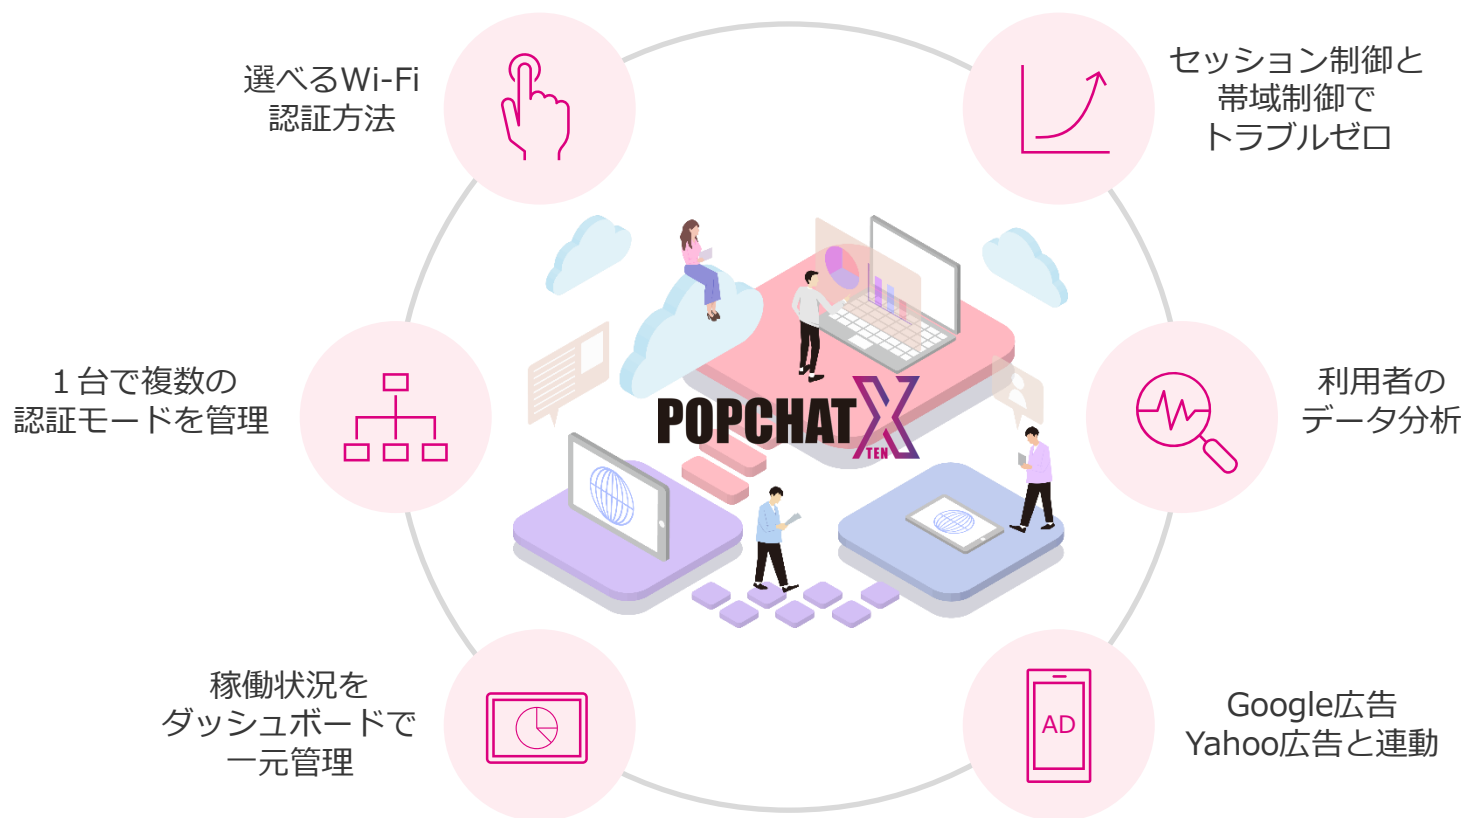 選べるWi-Fi
認証方法
セッション制御と
帯域制御で
トラブルゼロ
１台で複数の
認証モードを管理
POPCHAT X
TEN
利用者の
データ分析
稼働状況を
ダッシュボードで
一元管理
AD
Google広告
Yahoo広告と連動